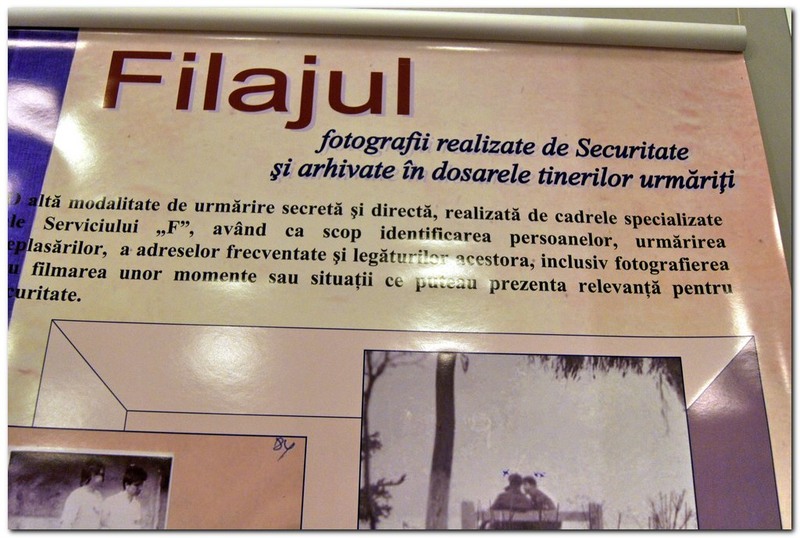 Filajul
fotografii realizate de Securitate
şi arhivate în dosarele tinerilor urmăriţi
altă modalitate de urmărire secretă şi directă, realizată de cadrele specializate
le Serviciului „F”, având ca scop identificarea persoanelor, urmărirea
eplasărilor, a adreselor frecventate şi legăturilor acestora, inclusiv fotografierea
u filmarea unor momente sau situaţii ce puteau prezenta relevanţă pentru
curitate.